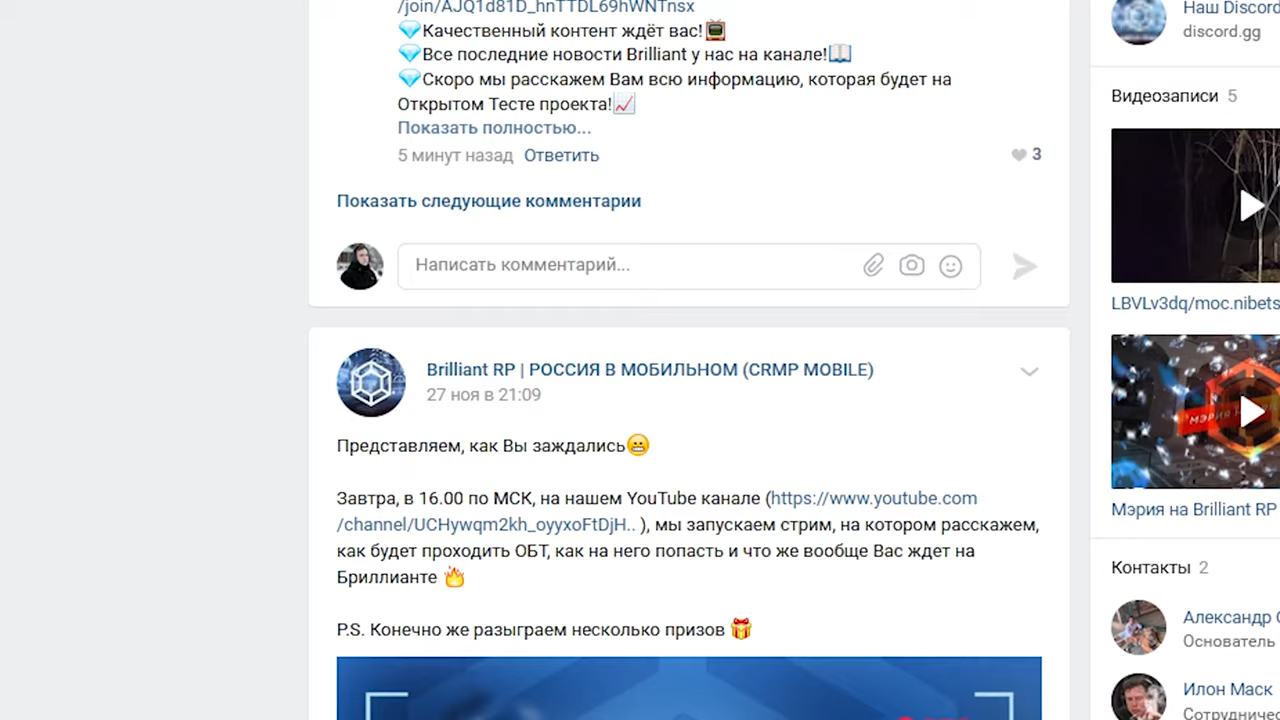 /join/AJQ1d81D_hnTTDL69hWNTnsx
💎Качественный контент ждёт вас!📺
💎Все последние новости Brilliant у нас на канале!📖
💎Скоро мы расскажем Вам всю информацию, которая будет на
Открытом Тесте проекта!📈
Показать полностью...
5 минут назад Ответить
3
Показать следующие комментарии
Написать комментарий...
Brilliant RP | РОССИЯ В МОБИЛЬНОМ (CRMP MOBILE)
27 ноя в 21:09
Представляем, как Вы заждались😬
Завтра, в 16.00 по МСК, на нашем YouTube канале (https://www.youtube.com
/channel/UCHywqm2kh_oyyxoFtDjH.. ), мы запускаем стрим, на котором расскажем,
как будет проходить ОБТ, как на него попасть и что же вообще Вас ждет на
Бриллианте 🔥
P.S. Конечно же разыграем несколько призов 🎁
Наш Discord
discord.gg
Видеозаписи 5
LBVLv3dq/moc.nibets
МЭРИЯ
Мэрия на Brilliant RP
Контакты 2
Александр
Основатель
Илон Маск
Сотрудничес